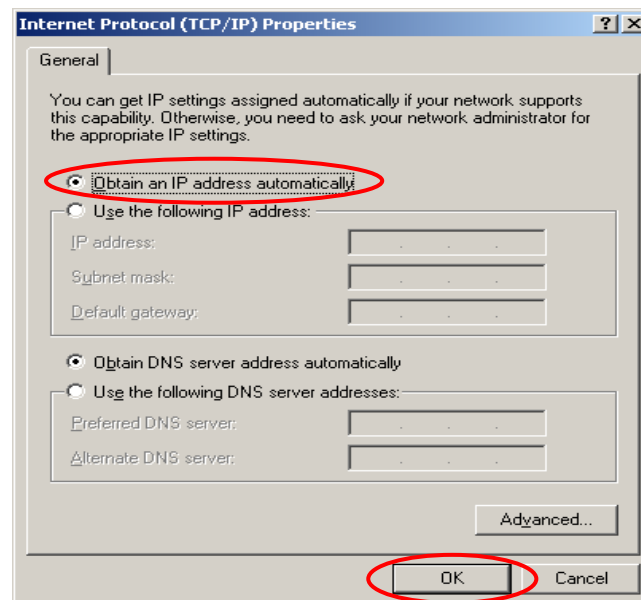 Internet Protocol (TCP/IP) Properties
General
You can get IP settings assigned automatically if your network supports
this capability. Otherwise, you need to ask your network administrator for
the appropriate IP settings.
Obtain an IP address automatically
Use the following IP address:
IP address:
Subnet mask:
Default gateway:
Obtain DNS server address automatically
Use the following DNS server addresses:
Preferred DNS server:
Alternate DNS server:
Advanced...
OK Cancel